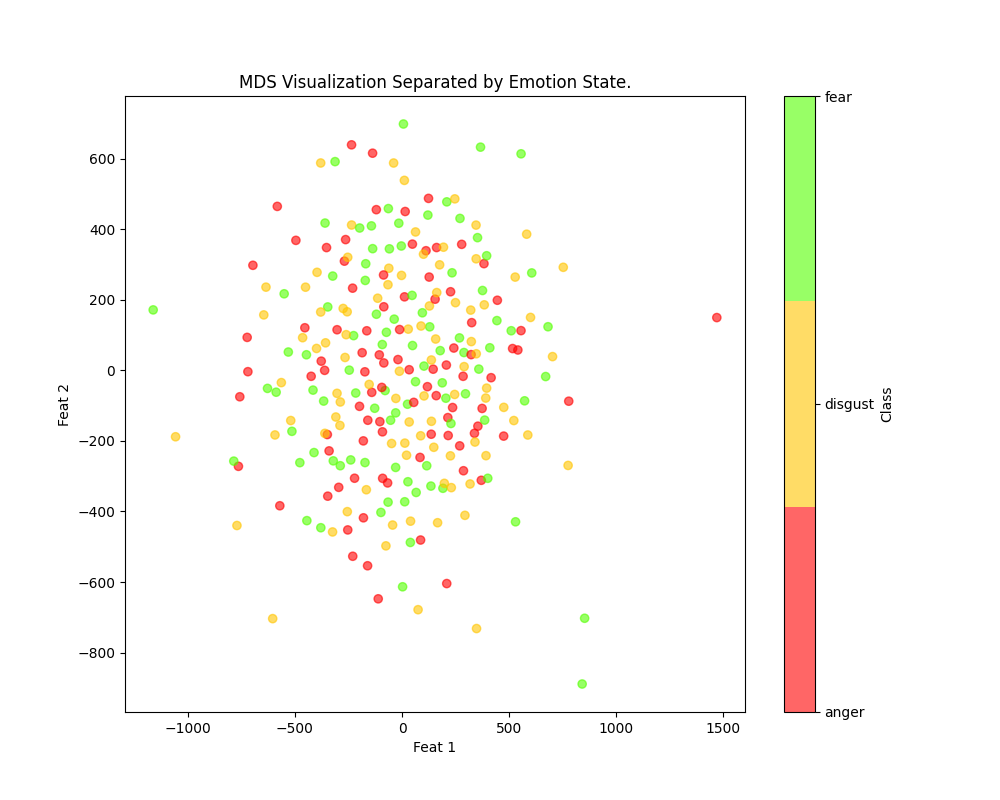 MDS Visualization Separated by Emotion State.
600
400
200
0
−200
−400
−600
−800
Feat 2
−1000
−500
0
500
1000
1500
Feat 1
fear
disgust
anger
Class